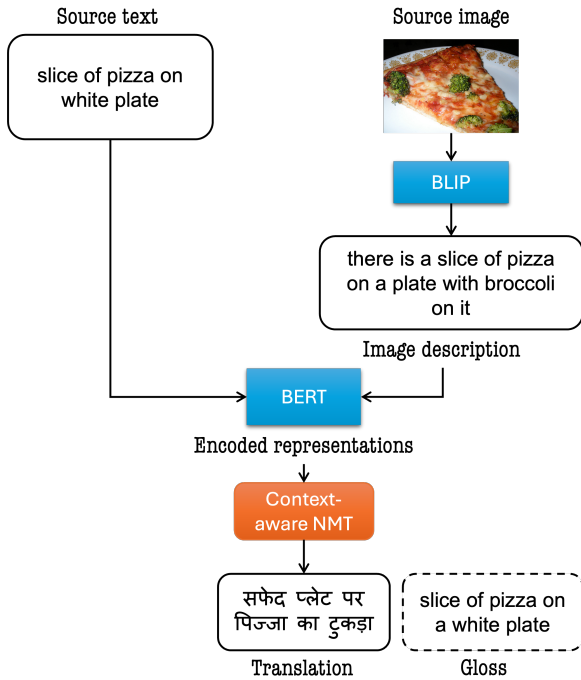 Source text
slice of pizza on
white plate
Source image
BLIP
there is a slice of pizza
on a plate with broccoli
on it
Image description
BERT
Encoded representations
Context-
aware NMT
सफेद प्लेट पर
पिज्जा का टुकड़ा
Translation
slice of pizza on
a white plate
Gloss